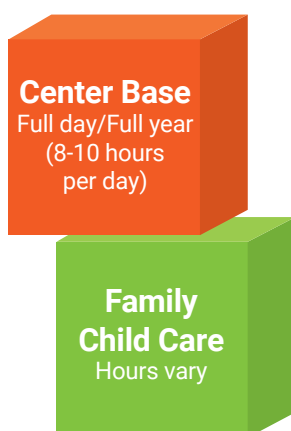 Center Base
Full day/Full year
(8-10 hours
per day)
Family
Child Care
Hours vary